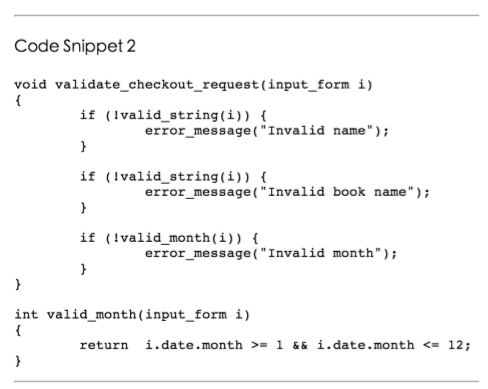 Code Snippet 2
void validate_checkout_request(input_form i)
{
        if (!valid_string(i)) {
                error_message("Invalid name");
        }
        if (!valid_string(i)) {
                error_message("Invalid book name");
        }
        if (!valid_month(i)) {
                error_message("Invalid month");
        }
}
int valid_month(input_form i)
{
        return  i.date.month >= 1 && i.date.month <= 12;
}